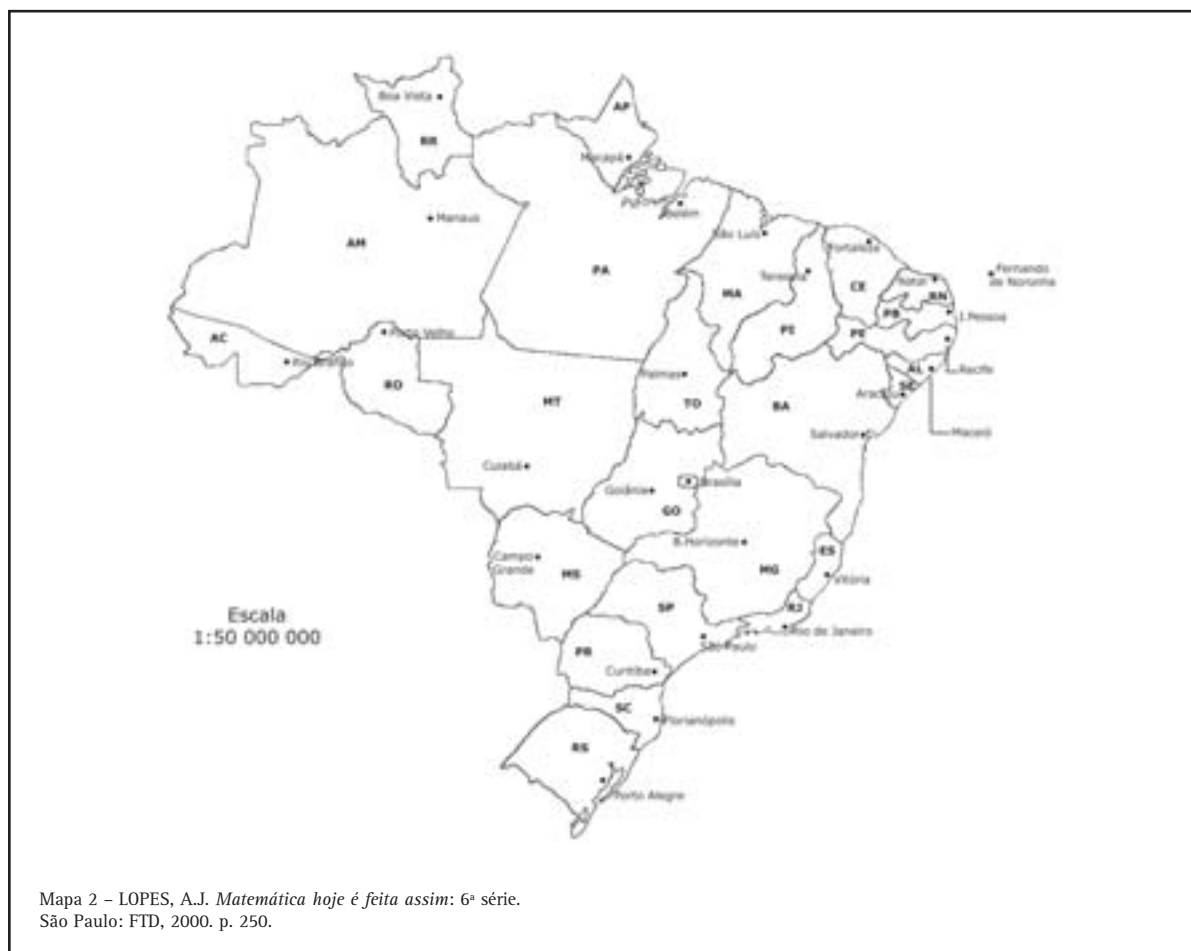 Boa Vista
RR
AP
Macapá
Belém
Manaus
AM
PA
São Luís
Fortaleza
Teresina
MA
CE
Natal
RN
Fernando
de Noronha
PB
J.Pessoa
PI
PE
AC
Porto Velho
Rio Branco
RO
Recife
AL
SE
Aracaju
Palmas
TO
MT
BA
Salvador
Maceió
Cuiabá
Goiânia
Brasília
GO
B.Horizonte
ES
MG
Vitória
Campo
Grande
MS
SP
RJ
Rio de Janeiro
São Paulo
Escala
1:50 000 000
PR
Curitiba
SC
Florianópolis
RS
Porto Alegre
Mapa 2 – LOPES, A.J. Matemática hoje é feita assim: 6ª série.
São Paulo: FTD, 2000. p. 250.